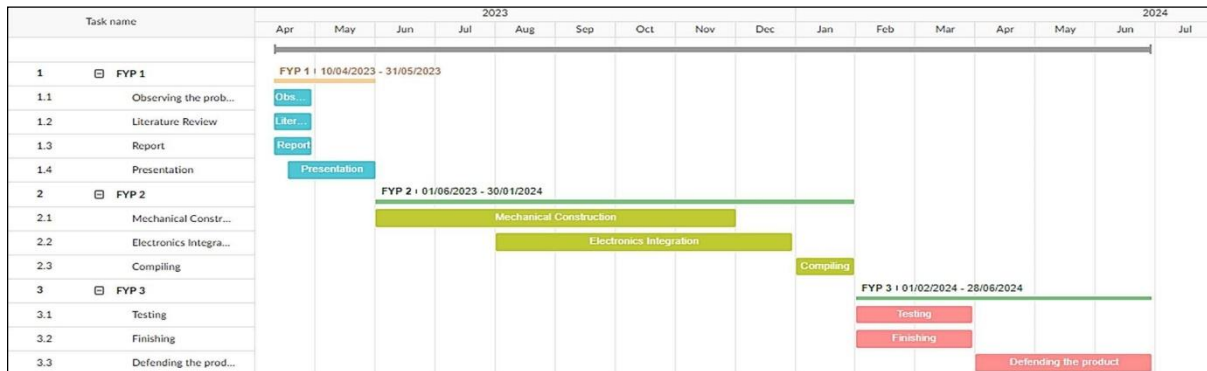 Task name
2023 2024
Apr May Jun Jul Aug Sep Oct Nov Dec Jan Feb Mar Apr May Jun Jul
1 FYP 1 FYP 1 10/04/2023 - 31/05/2023
1.1 Observing the prob... Obs...
1.2 Literature Review Liter...
1.3 Report Report
1.4 Presentation Presentation
2 FYP 2 FYP 2 01/06/2023 - 30/01/2024
2.1 Mechanical Constr... Mechanical Construction
2.2 Electronics Integra... Electronics Integration
2.3 Compiling Compiling
3 FYP 3 FYP 3 01/02/2024 - 28/06/2024
3.1 Testing Testing
3.2 Finishing Finishing
3.3 Defending the prod... Defending the product